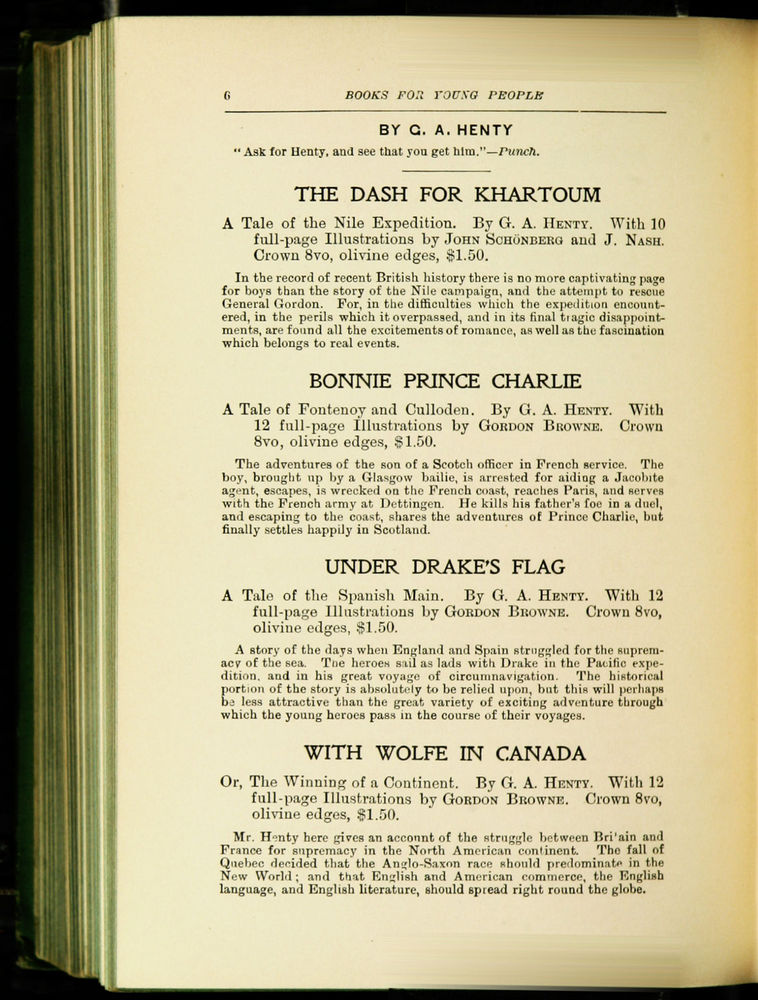 6 BOOKS FOR YOUNG PEOPLE
BY G. A. HENTY
“Ask for Henty, and see that you get him.”—Punch.
THE DASH FOR KHARTOUM
A Tale of the Nile Expedition. By G. A. HENTY. With 10
full-page Illustrations by JOHN SCHÖNBERG and J. NASH.
Crown 8vo, olivine edges, $1.50.
In the record of recent British history there is no more captivating page
for boys than the story of the Nile campaign, and the attempt to rescue
General Gordon. For, in the difficulties which the expedition encount-
ered, in the perils which it overpassed, and in its final tragic disappoint-
ments, are found all the excitements of romance, as well as the fascination
which belongs to real events.
BONNIE PRINCE CHARLIE
A Tale of Fontenoy and Culloden. By G. A. HENTY. With
12 full-page Illustrations by GORDON BROWNE. Crown
8vo, olivine edges, $1.50.
The adventures of the son of a Scotch officer in French service. The
boy, brought up by a Glasgow bailie, is arrested for aiding a Jacobite
agent, escapes, is wrecked on the French coast, reaches Paris, and serves
with the French army at Dettingen. He kills his father's foe in a duel,
and escaping to the coast, shares the adventures of Prince Charlie, but
finally settles happily in Scotland.
UNDER DRAKE'S FLAG
A Tale of the Spanish Main. By G. A. HENTY. With 12
full-page Illustrations by GORDON BROWNE. Crown 8vo,
olivine edges, $1.50.
A story of the days when England and Spain struggled for the suprem-
acy of the sea. The heroes sail as lads with Drake in the Pacific expe-
dition, and in his great voyage of circumnavigation. The historical
portion of the story is absolutely to be relied upon, but this will perhaps
be less attractive than the great variety of exciting adventure through
which the young heroes pass in the course of their voyages.
WITH WOLFE IN CANADA
Or, The Winning of a Continent. By G. A. HENTY. With 12
full-page Illustrations by GORDON BROWNE. Crown 8vo,
olivine edges, $1.50.
Mr. Henty here gives an account of the struggle between Britain and
France for supremacy in the North American continent. The fall of
Quebec decided that the Anglo-Saxon race should predominate in the
New World; and that English and American commerce, the English
language, and English literature, should spread right round the globe.